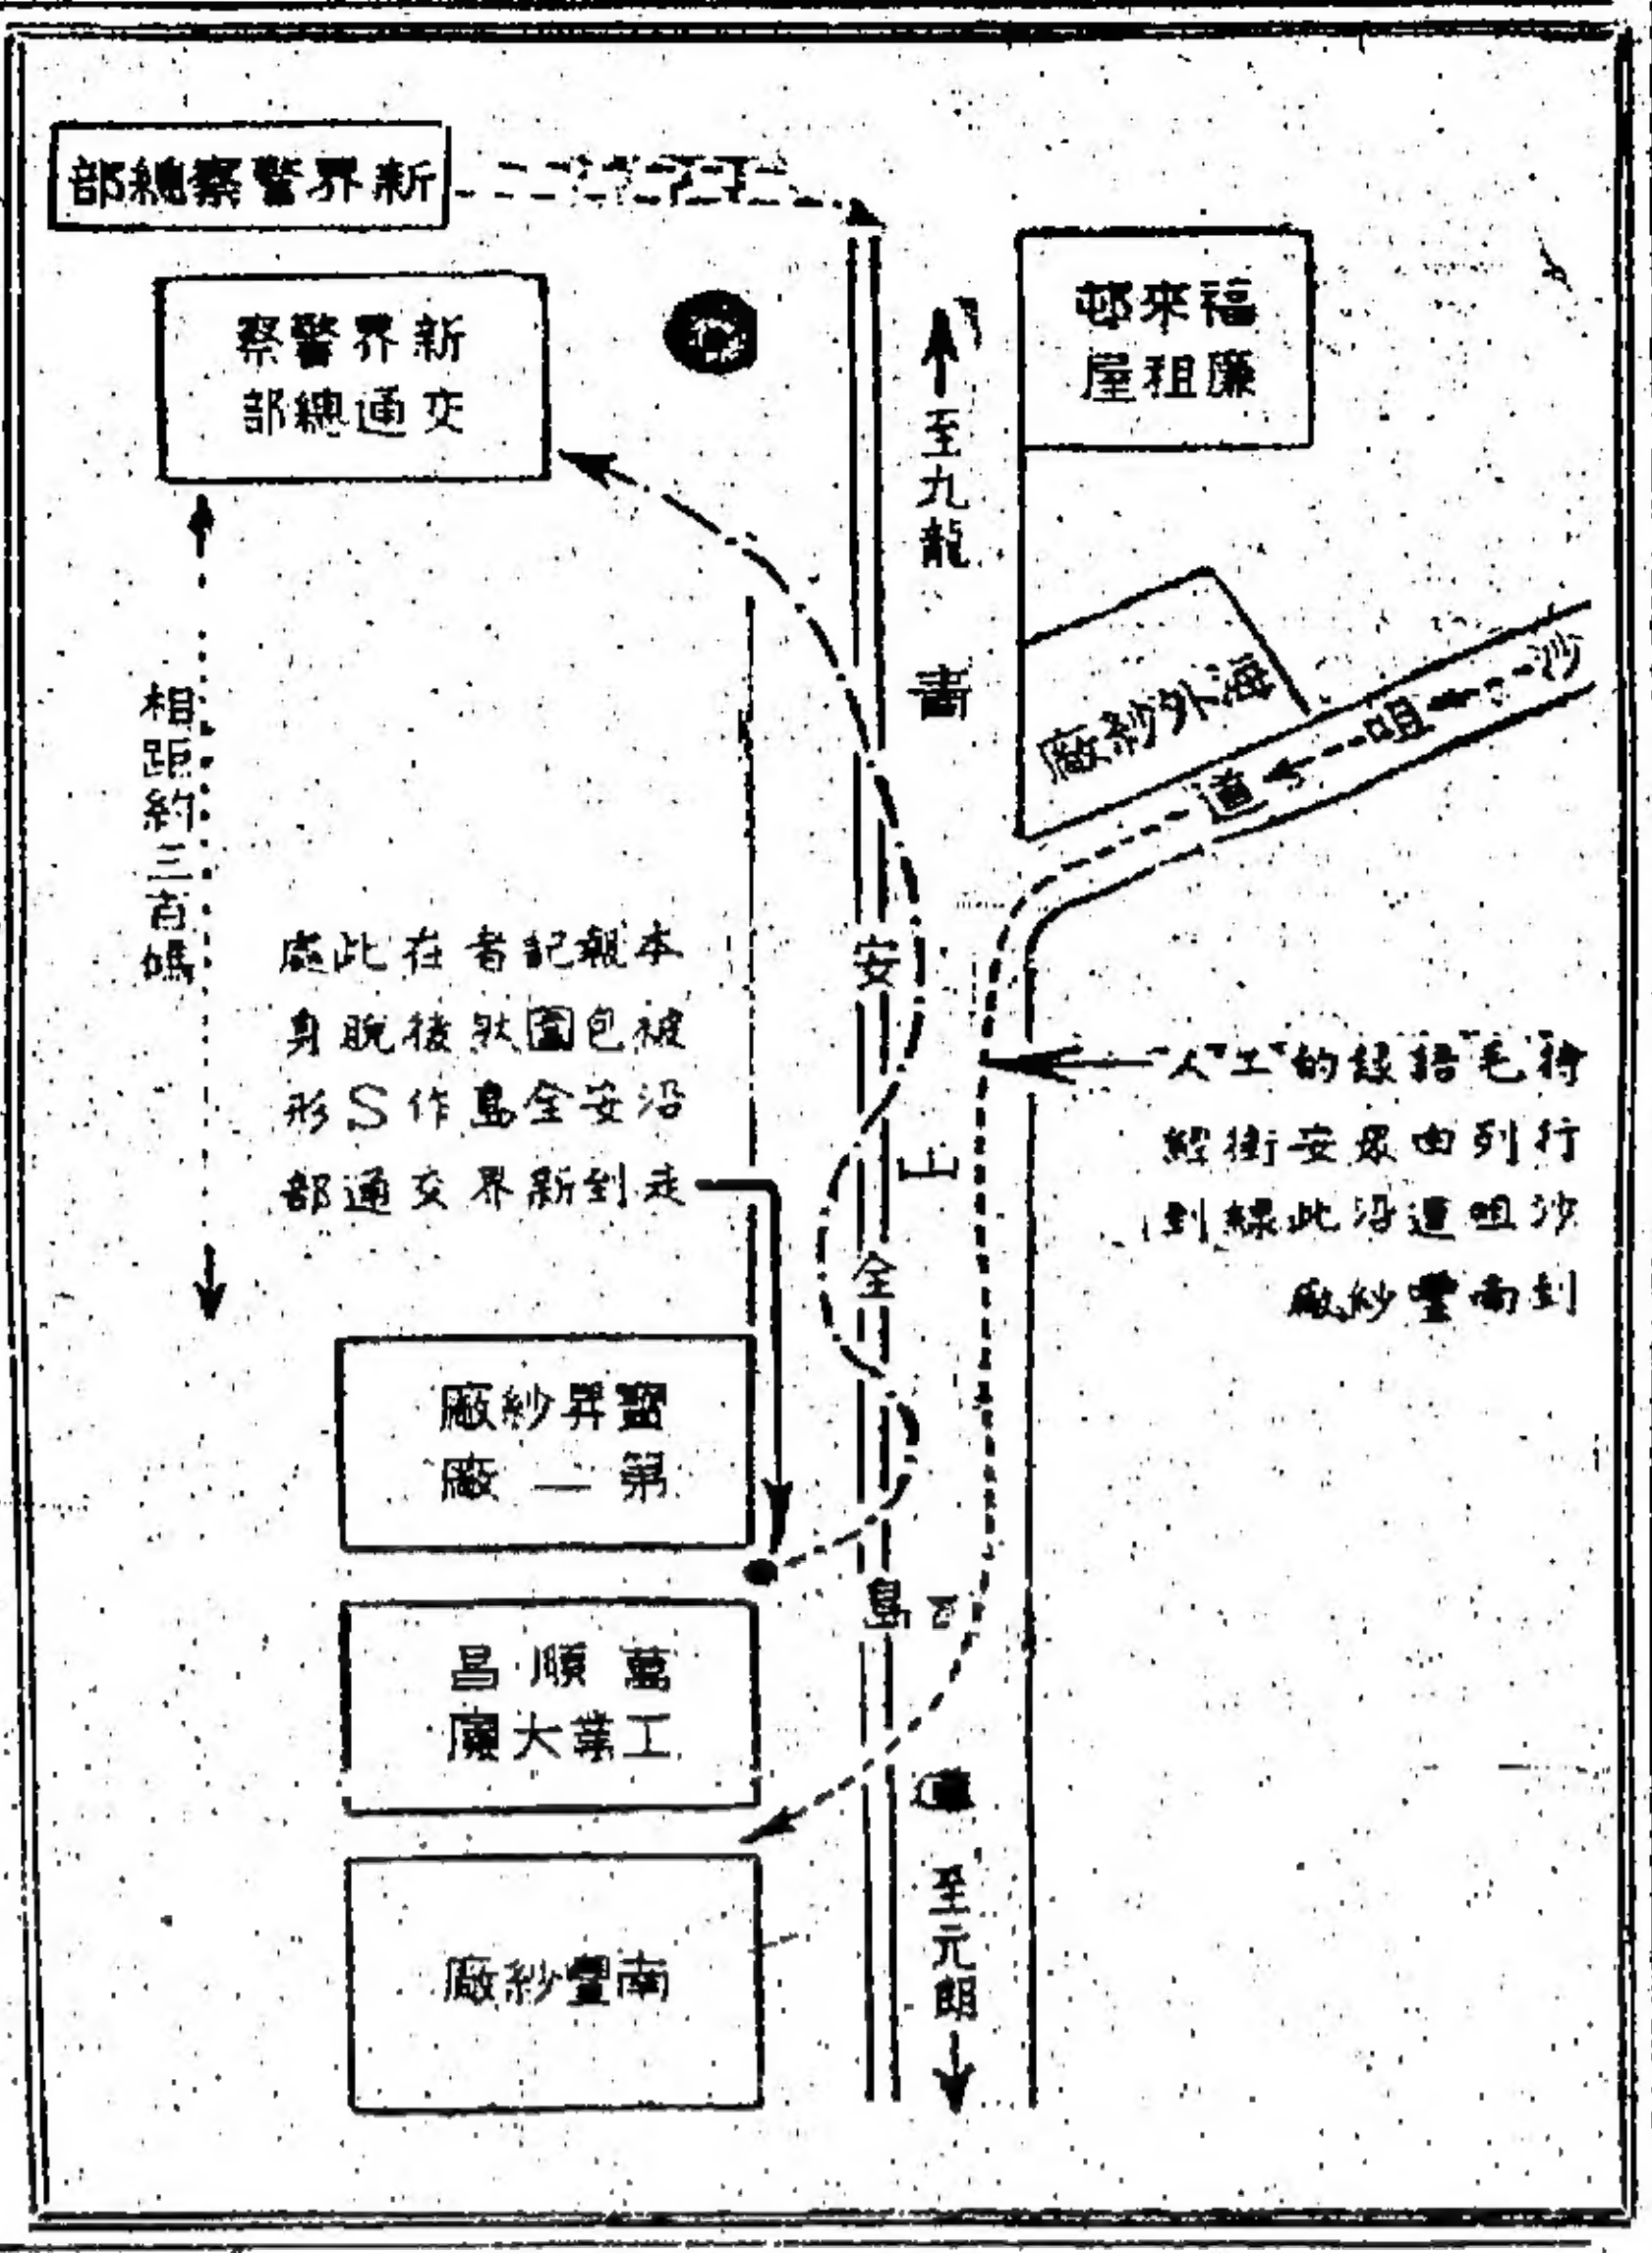 新界警察總部
新界警察
交通總部
福來邨
廉租屋
至九龍
海外紗廠
沙咀道
相距約三百碼
本報記者在此處
被包圍然後脫身
沿安全島作S形
走到新界交通部
安全島
持毛語錄的"工人"
行列由眾安街經
沙咀道沿此線到
到南豐紗廠
寶昇紗廠
第一廠
萬順昌
工業大廈
南豐紗廠
至元朗